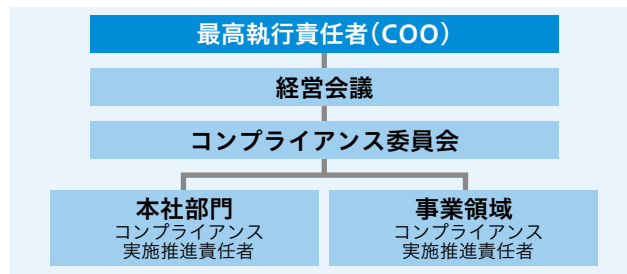 最高執行責任者（COO）
経営会議
コンプライアンス委員会
本社部門
コンプライアンス
実施推進責任者
事業領域
コンプライアンス
実施推進責任者